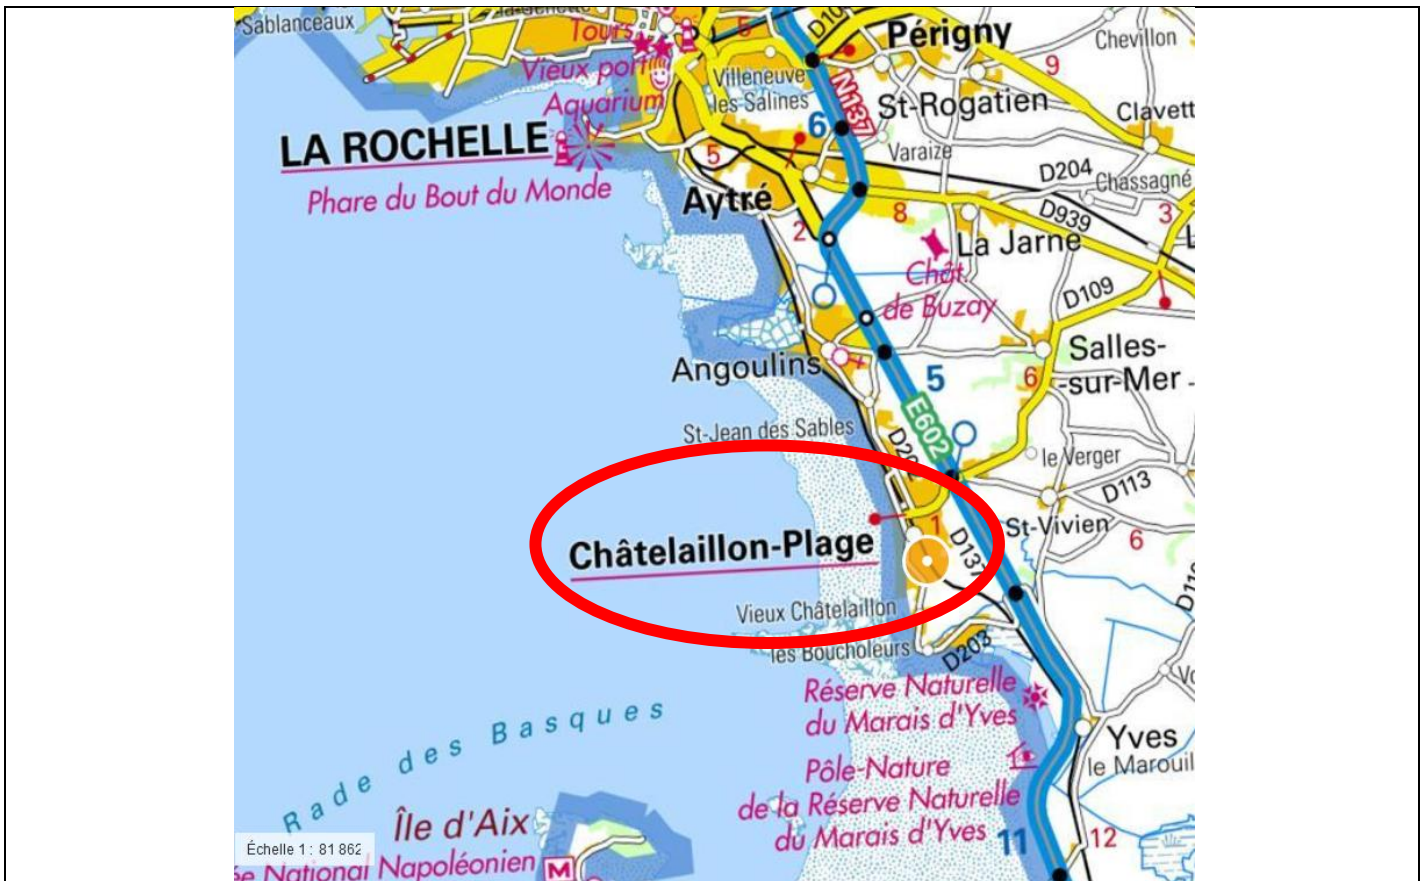 Sablanceaux
Tours
Vieux port
Aquarium
5
D10
Villeneuve
les Salines
N137
6
Périgny
Chevillon
9
St-Rogatien
Clavett
Varaize
LA ROCHELLE
Phare du Bout du Monde
5
Aytré
2
8
D204
Chassagné
D939
3
La Jarne
L
Chât.
de Buzay
D109
Angoulins
5
Salles-
-sur-Mer
6
E602
St-Jean des Sables
D20
le Verger
D113
Châtelaillon-Plage
1
D137
St-Vivien
6
Vieux Châtelaillon
les Boucholeurs
D203
Réserve Naturelle
du Marais d'Yves
Yves
le Marouil
Pôle-Nature
de la Réserve Naturelle
du Marais d'Yves
11
12
Rade des Basques
Île d'Aix
Échelle 1 : 81 862
National Napoléonien
M